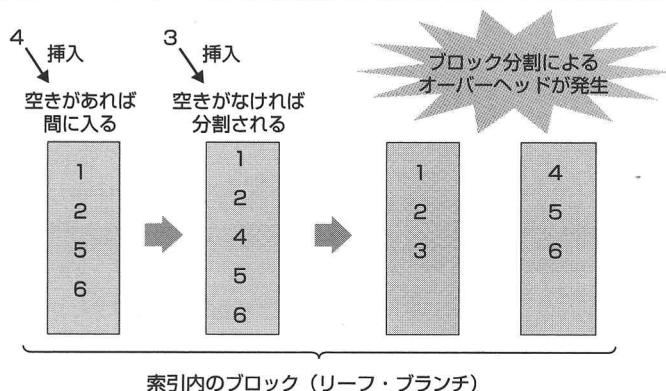 4
挿入
空きがあれば
間に入る
3
挿入
空きがなければ
分割される
ブロック分割による
オーバーヘッドが発生
1
2
5
6
1
2
4
5
6
1
2
3
4
5
6
索引内のブロック（リーフ・ブランチ）